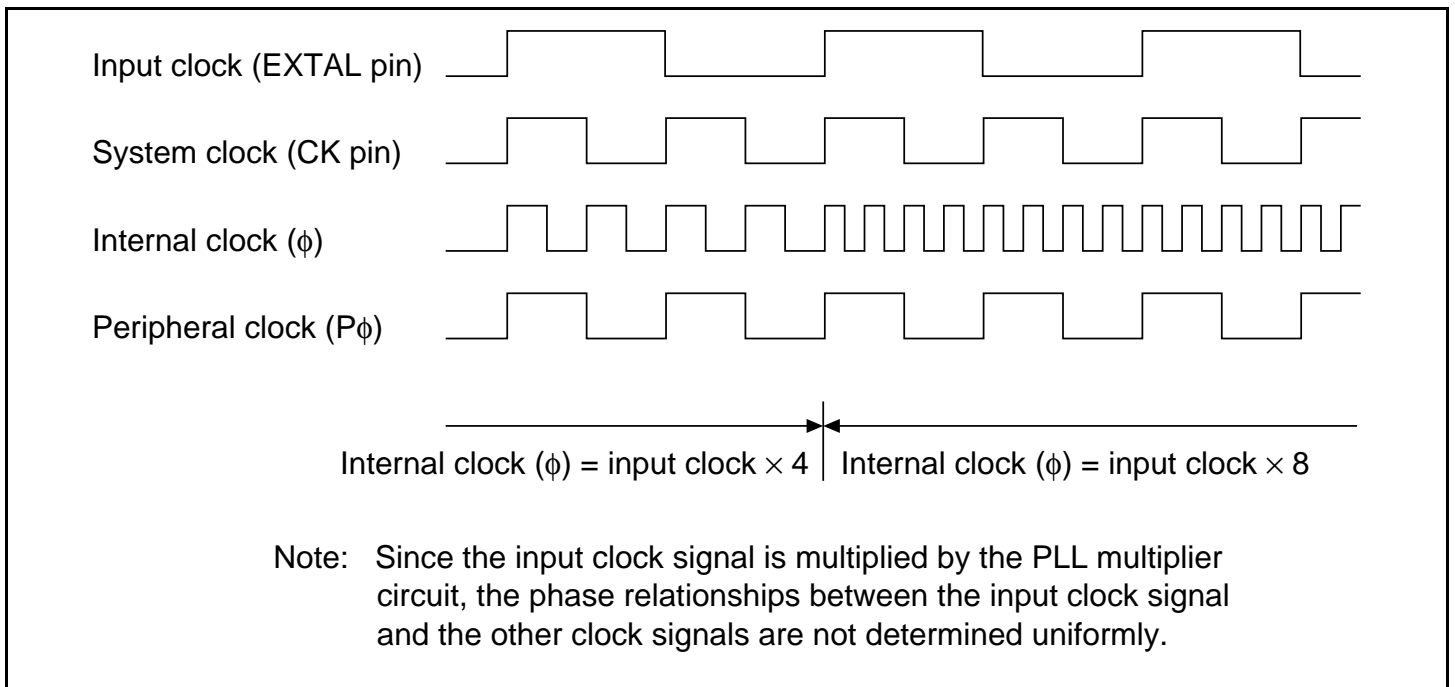 Input clock (EXTAL pin)
System clock (CK pin)
Internal clock (ϕ)
Peripheral clock (Pϕ)
Internal clock (ϕ) = input clock × 4
Internal clock (ϕ) = input clock × 8
Note: Since the input clock signal is multiplied by the PLL multiplier
circuit, the phase relationships between the input clock signal
and the other clock signals are not determined uniformly.